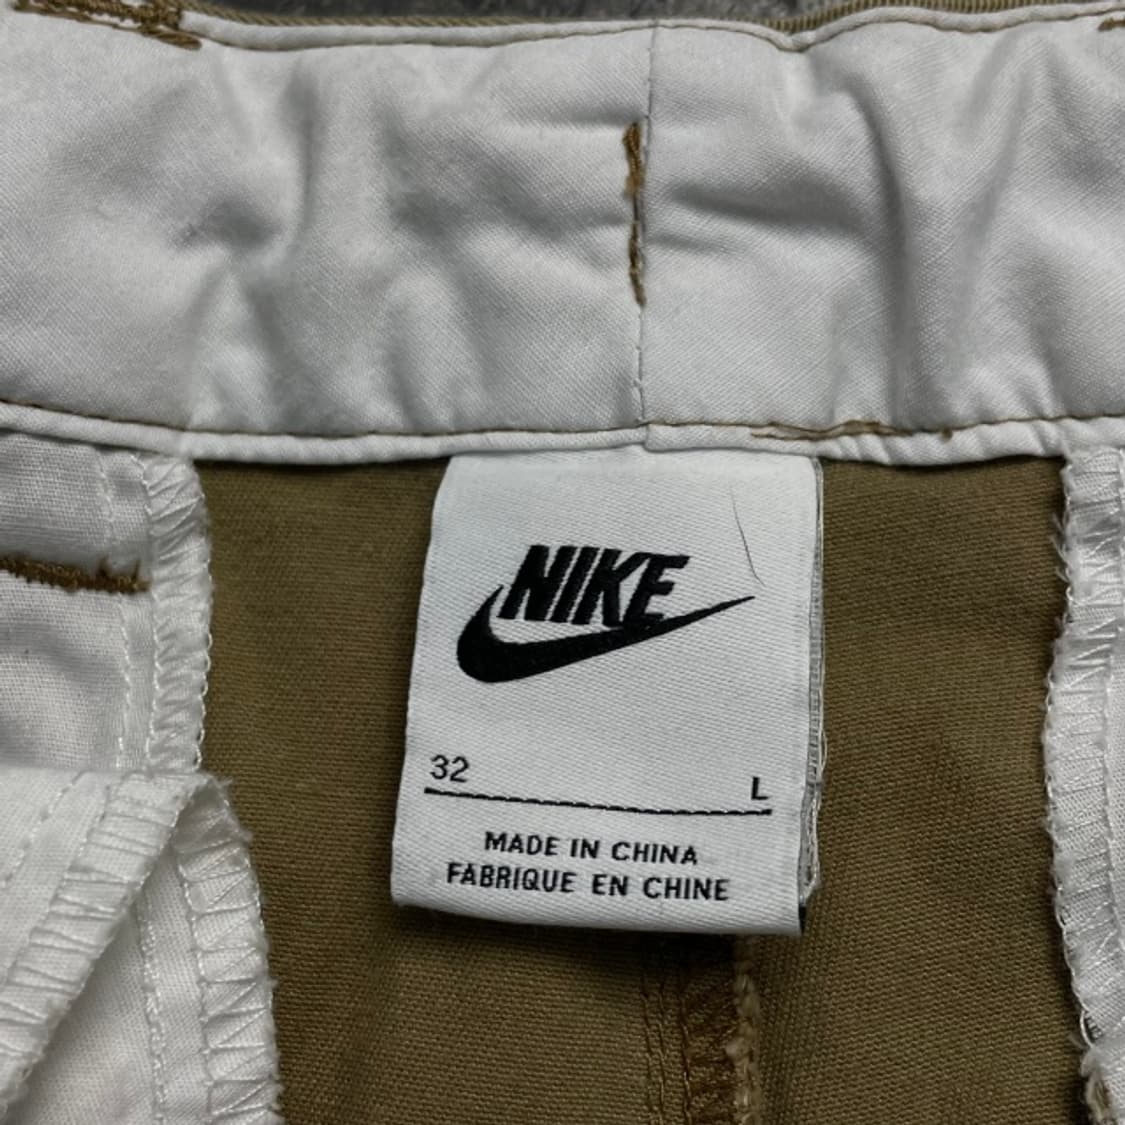 NIKE
32 L
MADE IN CHINA
FABRIQUE EN CHINE